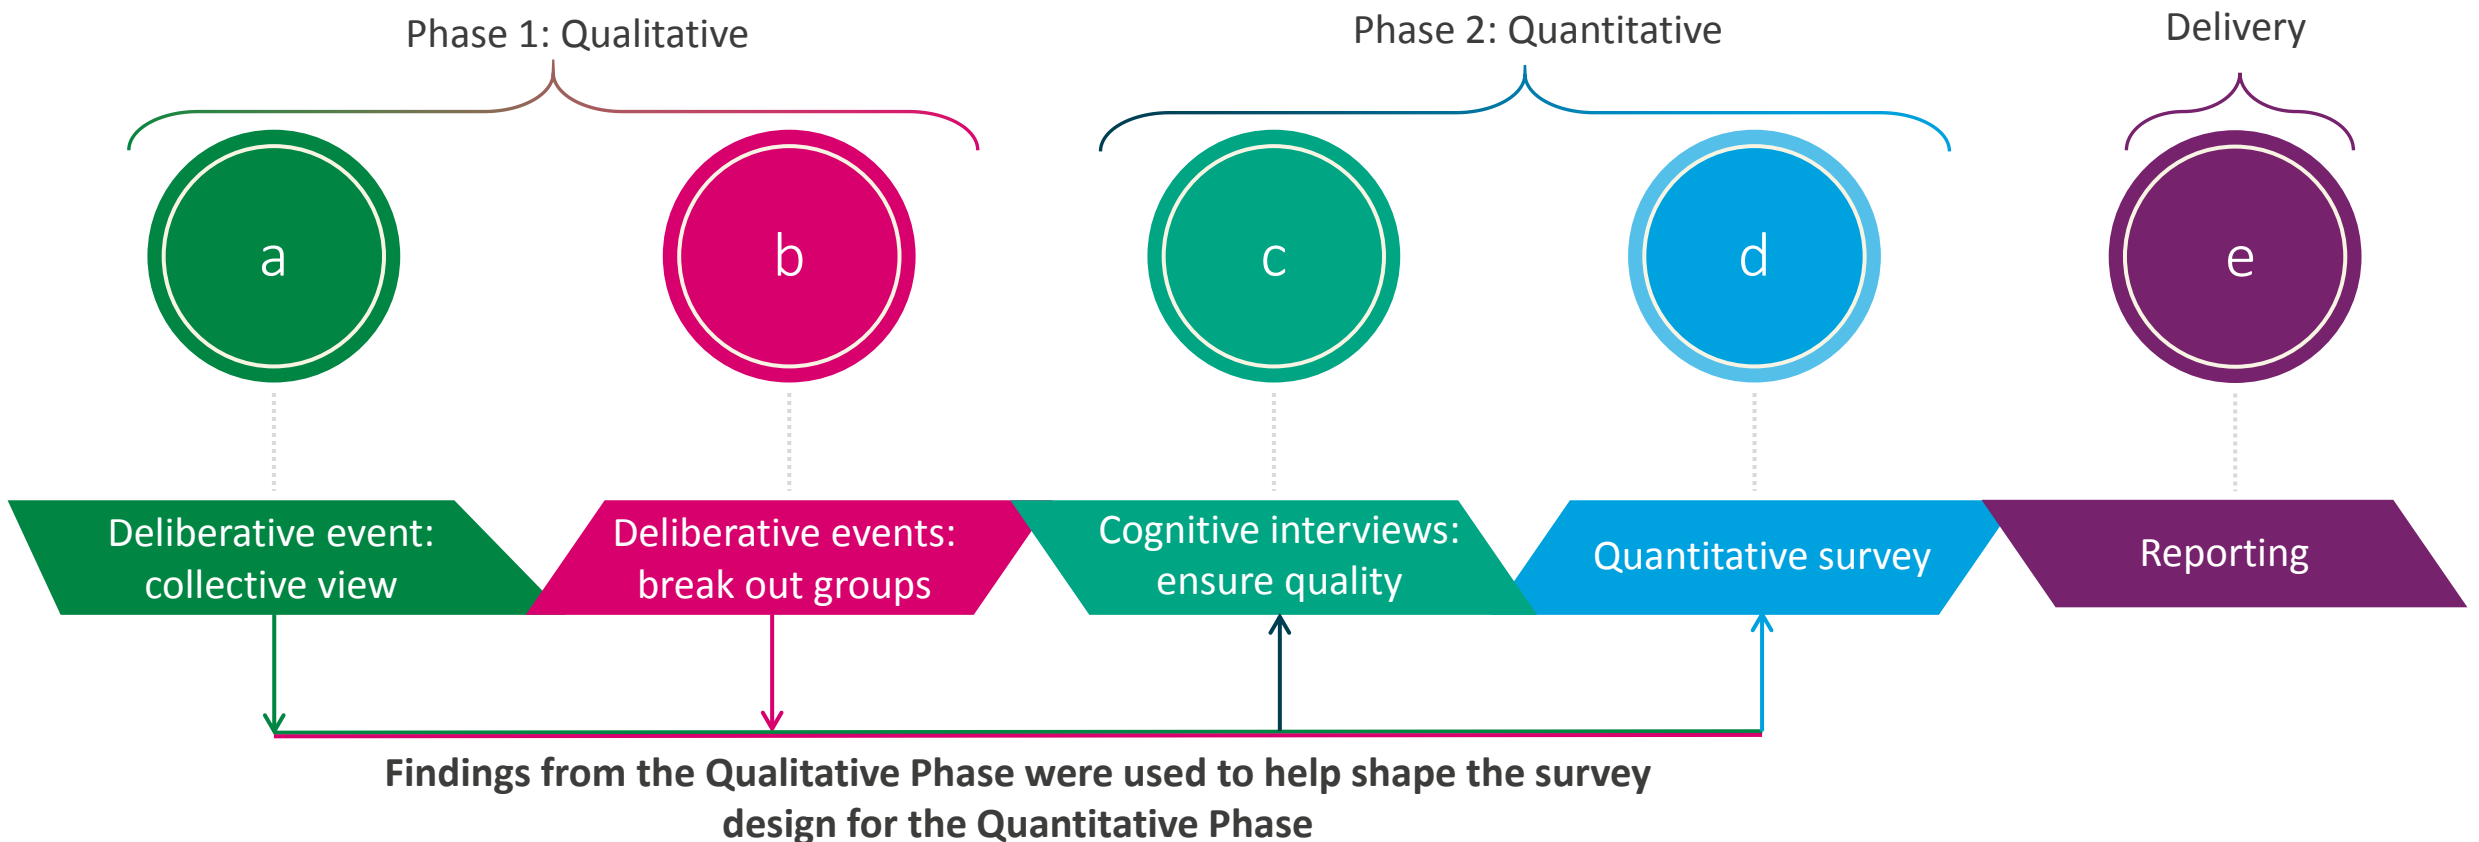 Phase 1: Qualitative
Phase 2: Quantitative
Delivery
a
b
c
d
e
Deliberative event:
collective view
Deliberative events:
break out groups
Cognitive interviews:
ensure quality
Quantitative survey
Reporting
Findings from the Qualitative Phase were used to help shape the survey
design for the Quantitative Phase